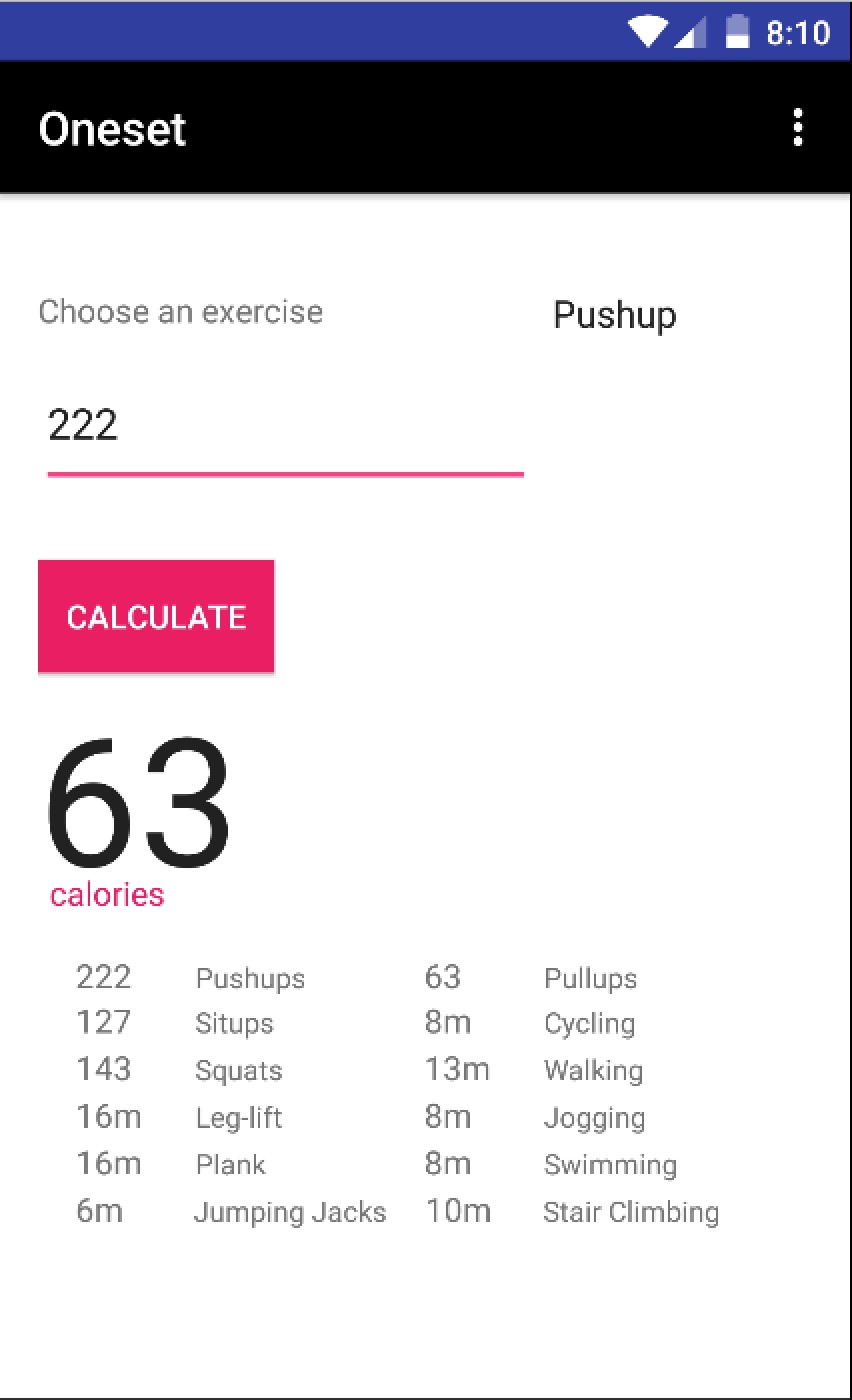 8:10
Oneset
Choose an exercise Pushup
222
CALCULATE
63
calories
222 Pushups 63 Pullups
127 Situps 8m Cycling
143 Squats 13m Walking
16m Leg-lift 8m Jogging
16m Plank 8m Swimming
6m Jumping Jacks 10m Stair Climbing